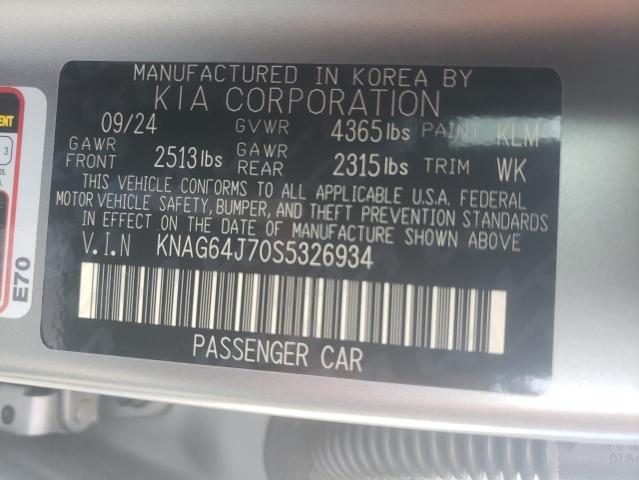 MANUFACTURED IN KOREA BY
KIA CORPORATION
09/24 GVWR 4365 lbs PAINT KLM
GAWR FRONT 2513 lbs GAWR REAR 2315 lbs TRIM WK
THIS VEHICLE CONFORMS TO ALL APPLICABLE U.S.A. FEDERAL
MOTOR VEHICLE SAFETY, BUMPER, AND THEFT PREVENTION STANDARDS
IN EFFECT ON THE DATE OF MANUFACTURE SHOWN ABOVE
V.I.N KNAG64J70S5326934
PASSENGER CAR
E70
3